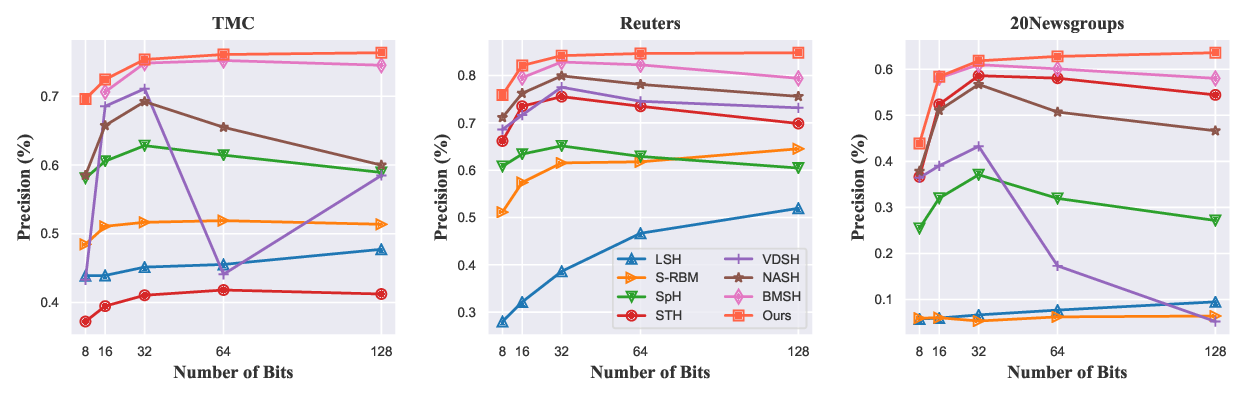 TMC
Precision (%)
0.7
0.6
0.5
0.4
8 16 32 64 128
Number of Bits
Reuters
Precision (%)
0.8
0.7
0.6
0.5
0.4
0.3
LSH
S-RBM
SpH
STH
VDSH
NASH
BMSH
Ours
8 16 32 64 128
Number of Bits
20Newsgroups
Precision (%)
0.6
0.5
0.4
0.3
0.2
0.1
8 16 32 64 128
Number of Bits